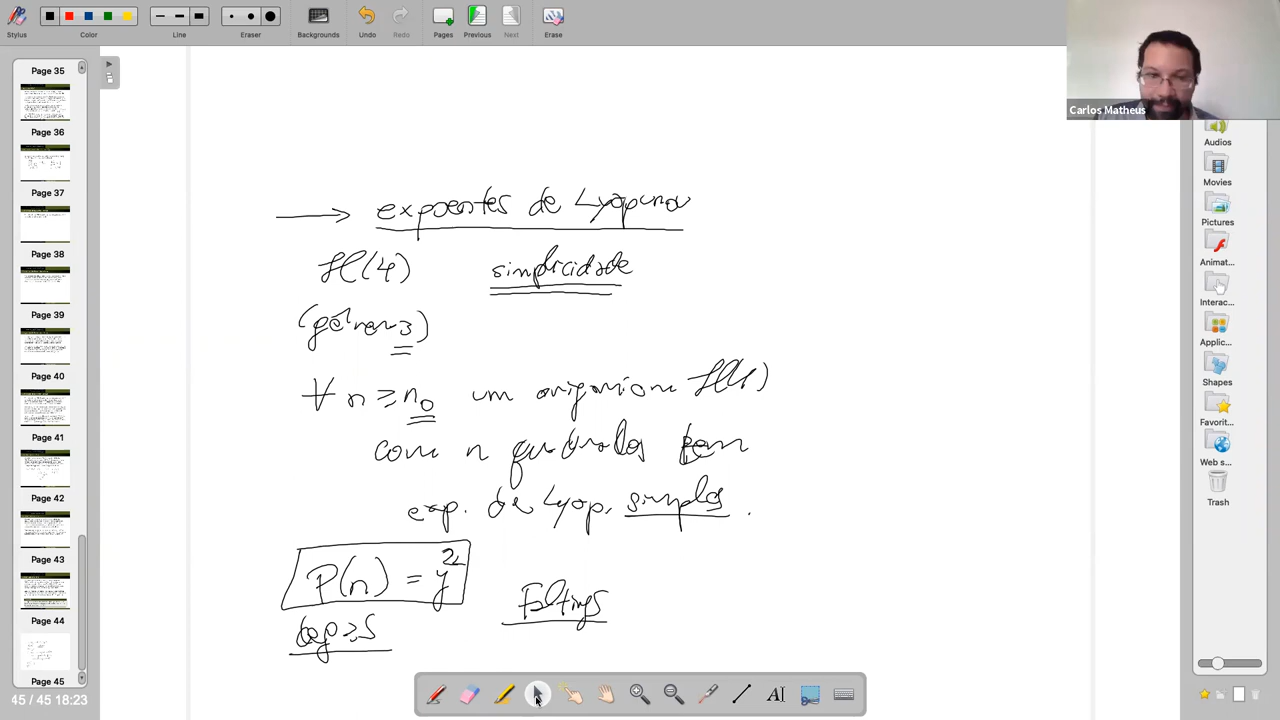 Stylus
Color
Line
Eraser
Backgrounds
Undo
Redo
Pages
Previous
Next
Erase
Carlos Matheus
Page 35
Page 36
Page 37
Page 38
Page 39
Page 40
Page 41
Page 42
Page 43
Page 44
Page 45
45 / 45 18:23
Audios
Movies
Pictures
Animat...
Interac...
Applic...
Shapes
Favorit...
Web s...
Trash
→ expoentes de Lyapunov
H(4) simplicidade
(gênero 3)
∀ n ≥ n₀ um origami em H(4)
com n quadrados tem
exp. de Lyap. simples.
P(n) = y²
deg ≥ 5
Faltings
AI